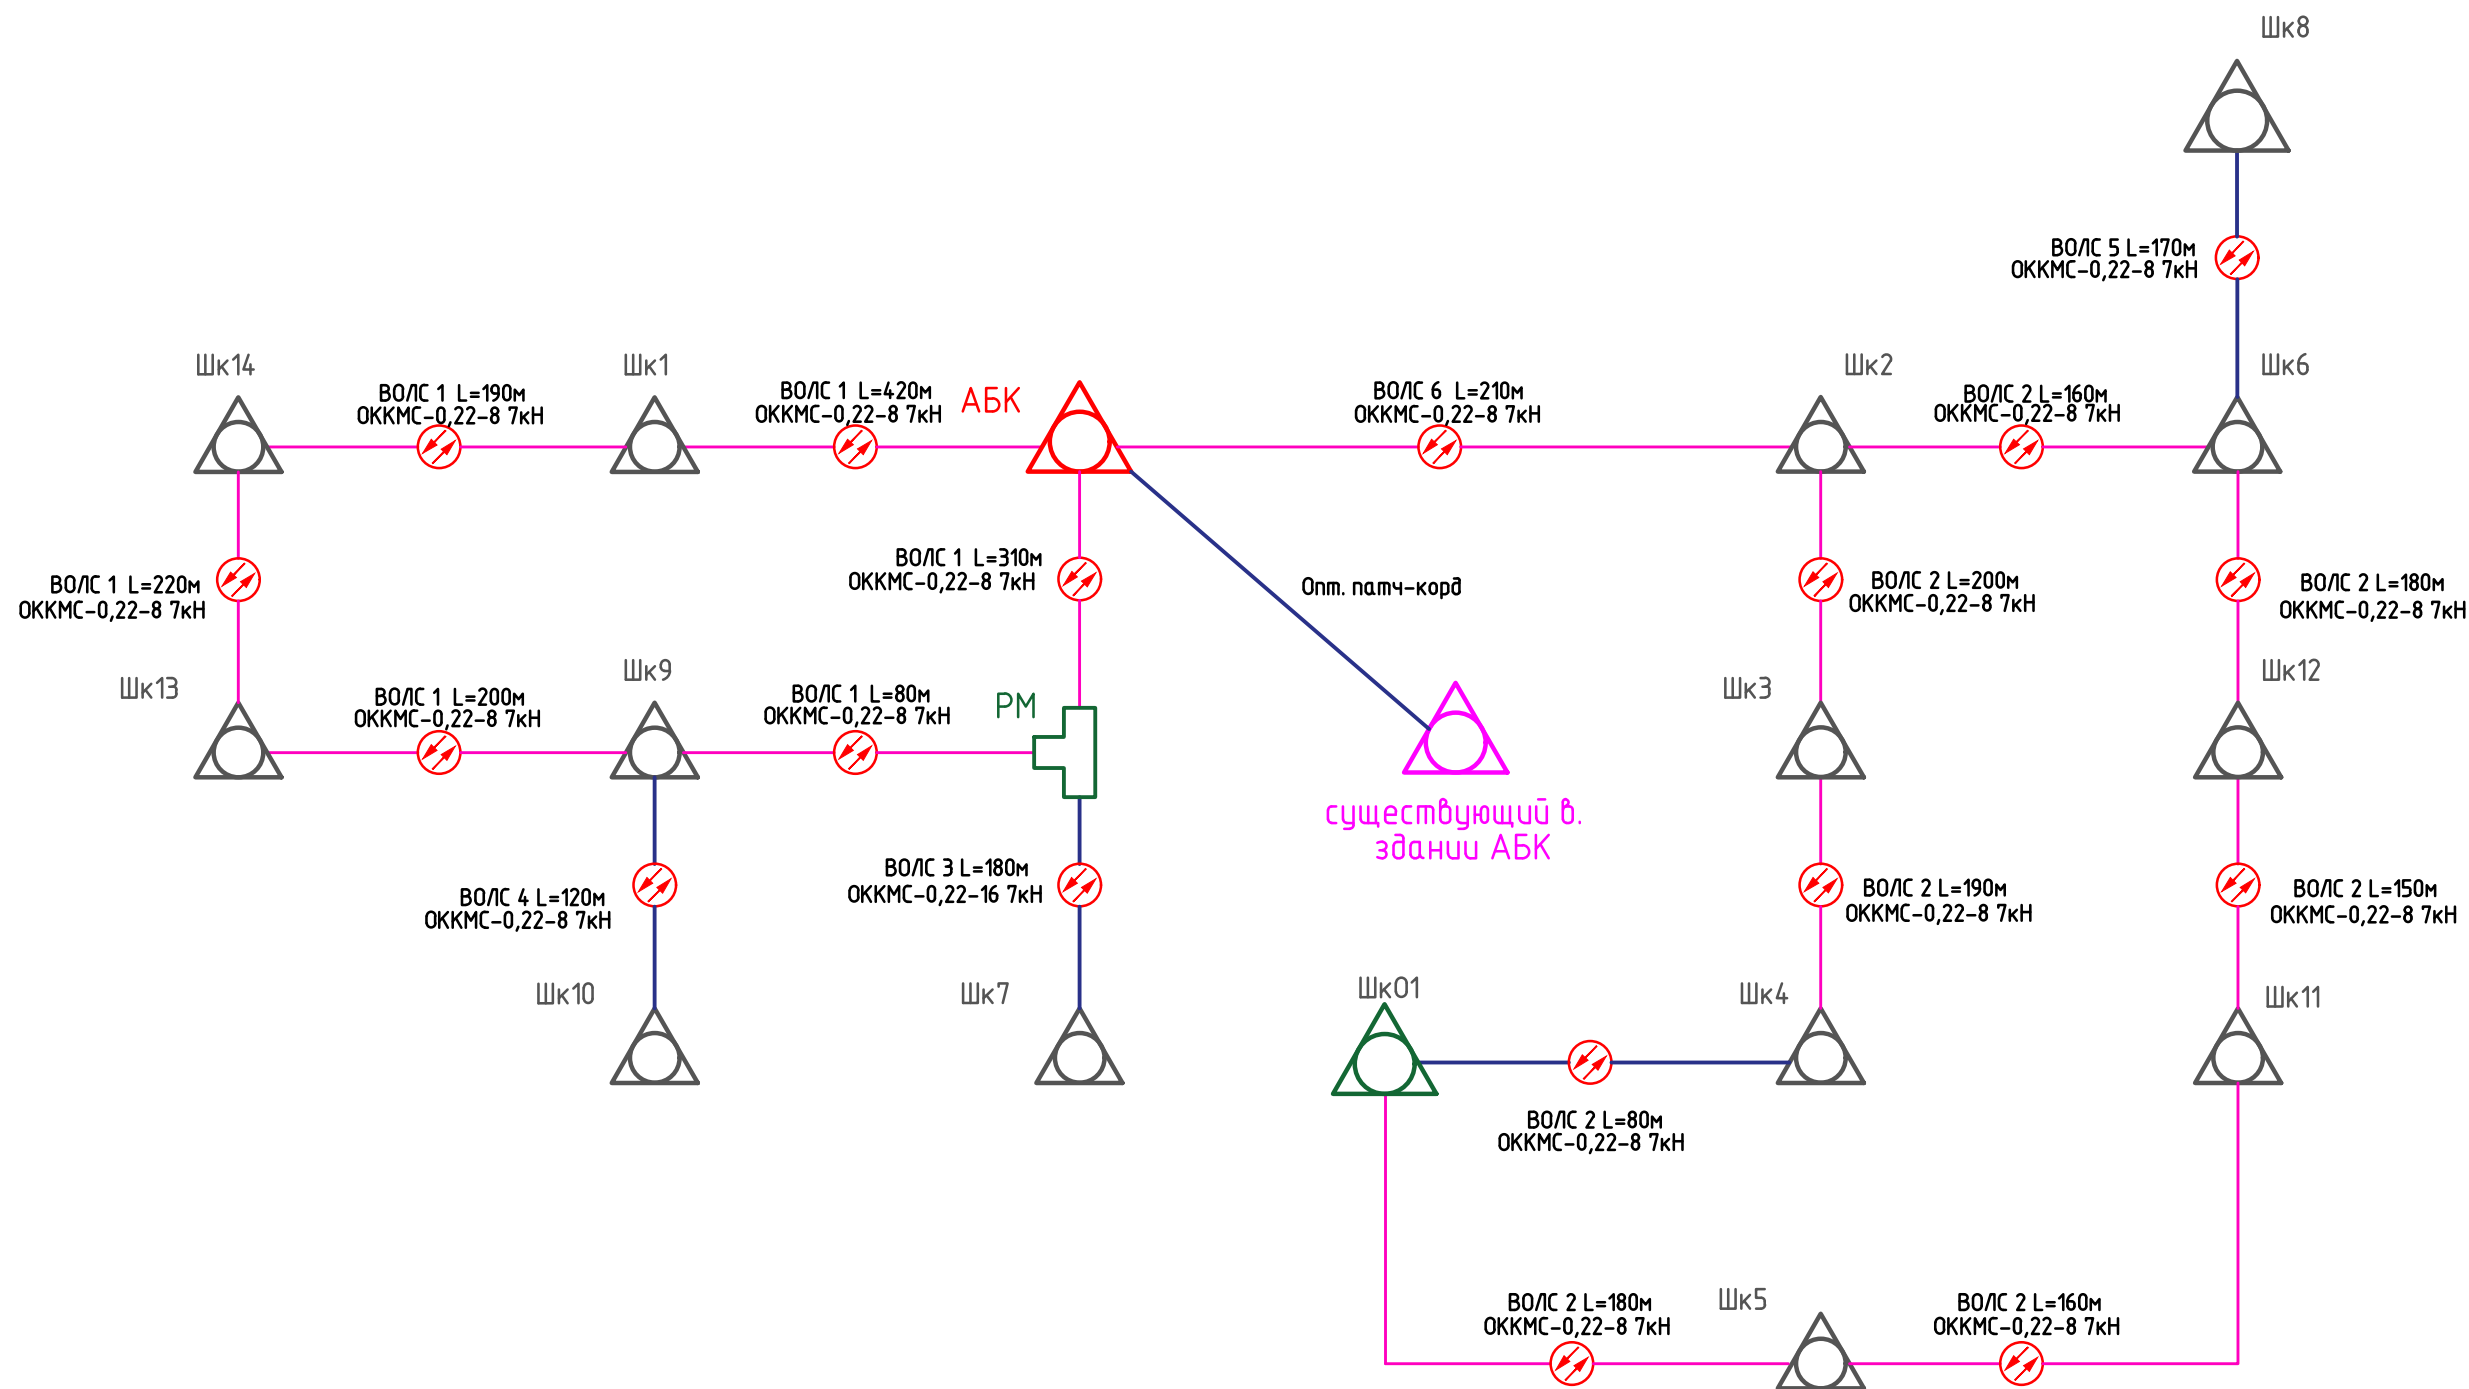 Шк8
ВОЛС 5 L=170м
ОККМС-0,22-8 7кН
Шк14
Шк1
Шк2
Шк6
ВОЛС 1 L=190м
ОККМС-0,22-8 7кН
ВОЛС 1 L=420м
ОККМС-0,22-8 7кН
АБК
ВОЛС 6 L=210м
ОККМС-0,22-8 7кН
ВОЛС 2 L=160м
ОККМС-0,22-8 7кН
ВОЛС 1 L=220м
ОККМС-0,22-8 7кН
ВОЛС 1 L=310м
ОККМС-0,22-8 7кН
Опт. патч-корд
ВОЛС 2 L=200м
ОККМС-0,22-8 7кН
ВОЛС 2 L=180м
ОККМС-0,22-8 7кН
Шк13
Шк9
Шк3
Шк12
ВОЛС 1 L=200м
ОККМС-0,22-8 7кН
ВОЛС 1 L=80м
ОККМС-0,22-8 7кН
РМ
существующий в.
здании АБК
ВОЛС 4 L=120м
ОККМС-0,22-8 7кН
ВОЛС 3 L=180м
ОККМС-0,22-16 7кН
ВОЛС 2 L=190м
ОККМС-0,22-8 7кН
ВОЛС 2 L=150м
ОККМС-0,22-8 7кН
Шк10
Шк7
Шк01
Шк4
Шк11
ВОЛС 2 L=80м
ОККМС-0,22-8 7кН
ВОЛС 2 L=180м
ОККМС-0,22-8 7кН
Шк5
ВОЛС 2 L=160м
ОККМС-0,22-8 7кН